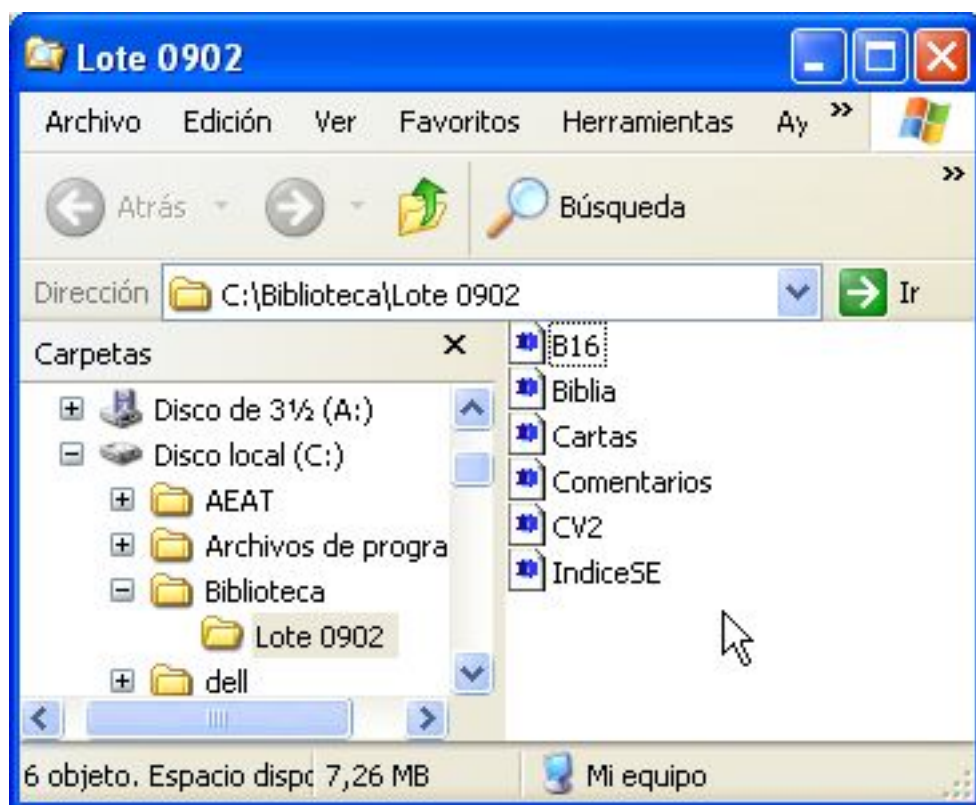 Lote 0902
Archivo Edición Ver Favoritos Herramientas Ay »
Atrás Búsqueda »
Dirección C:\Biblioteca\Lote 0902 Ir
Carpetas
Disco de 3½ (A:)
Disco local (C:)
AEAT
Archivos de progra
Biblioteca
Lote 0902
dell
B16
Biblia
Cartas
Comentarios
CV2
IndiceSE
6 objeto. Espacio dispo 7,26 MB Mi equipo